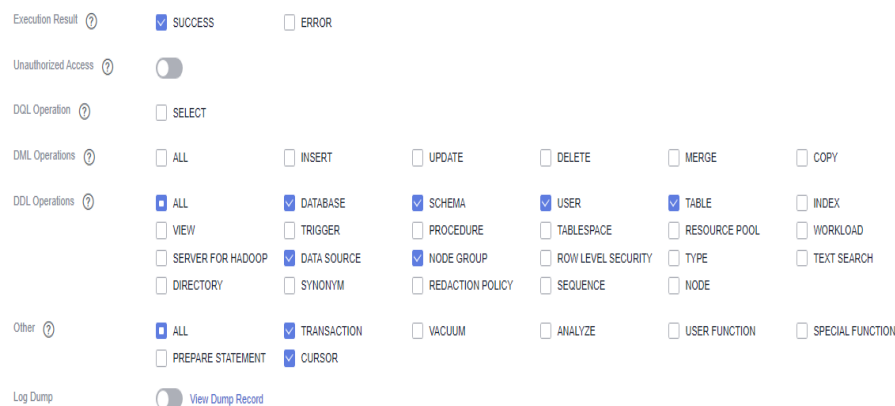 Execution Result ? SUCCESS ERROR
Unauthorized Access ?
DQL Operation ? SELECT
DML Operations ? ALL INSERT UPDATE DELETE MERGE COPY
DDL Operations ? ALL DATABASE SCHEMA USER TABLE INDEX
VIEW TRIGGER PROCEDURE TABLESPACE RESOURCE POOL WORKLOAD
SERVER FOR HADOOP DATA SOURCE NODE GROUP ROW LEVEL SECURITY TYPE TEXT SEARCH
DIRECTORY SYNONYM REDACTION POLICY SEQUENCE NODE
Other ? ALL TRANSACTION VACUUM ANALYZE USER FUNCTION SPECIAL FUNCTION
PREPARE STATEMENT CURSOR
Log Dump View Dump Record